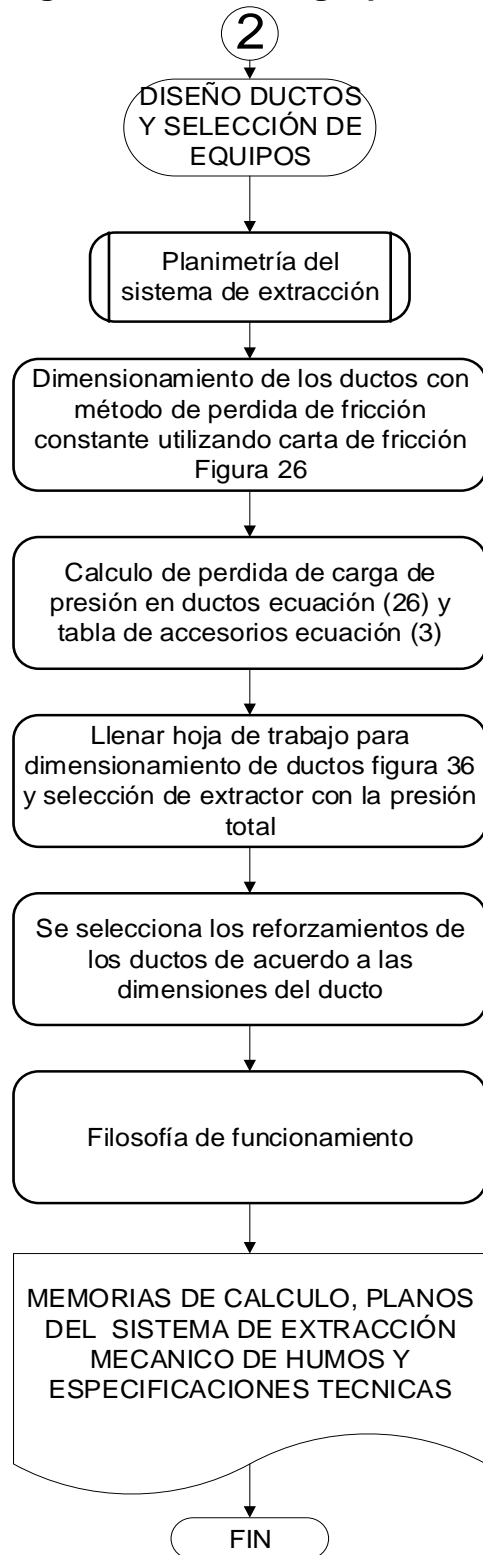 2
DISEÑO DUCTOS
Y SELECCIÓN DE
EQUIPOS
Planimetría del
sistema de extracción
Dimensionamiento de los ductos con
método de perdida de fricción
constante utilizando carta de fricción
Figura 26
Calculo de perdida de carga de
presión en ductos ecuación (26) y
tabla de accesorios ecuación (3)
Llenar hoja de trabajo para
dimensionamiento de ductos figura 36
y selección de extractor con la presión
total
Se selecciona los reforzamientos de
los ductos de acuerdo a las
dimensiones del ducto
Filosofía de funcionamiento
MEMORIAS DE CALCULO, PLANOS
DEL SISTEMA DE EXTRACCIÓN
MECANICO DE HUMOS Y
ESPECIFICACIONES TECNICAS
FIN